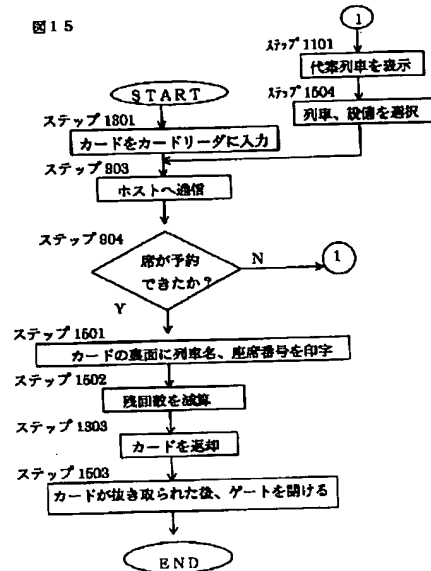 図15
1
ステップ 1101
代案列車を表示
ステップ 1504
列車、設備を選択
START
ステップ 1301
カードをカードリーダに入力
ステップ 903
ホストへ通信
ステップ 904
席が予約
できたか?
N
1
Y
ステップ 1501
カードの裏面に列車名、座席番号を印字
ステップ 1502
残回数を減算
ステップ 1303
カードを返却
ステップ 1503
カードが抜き取られた後、ゲートを開ける
END